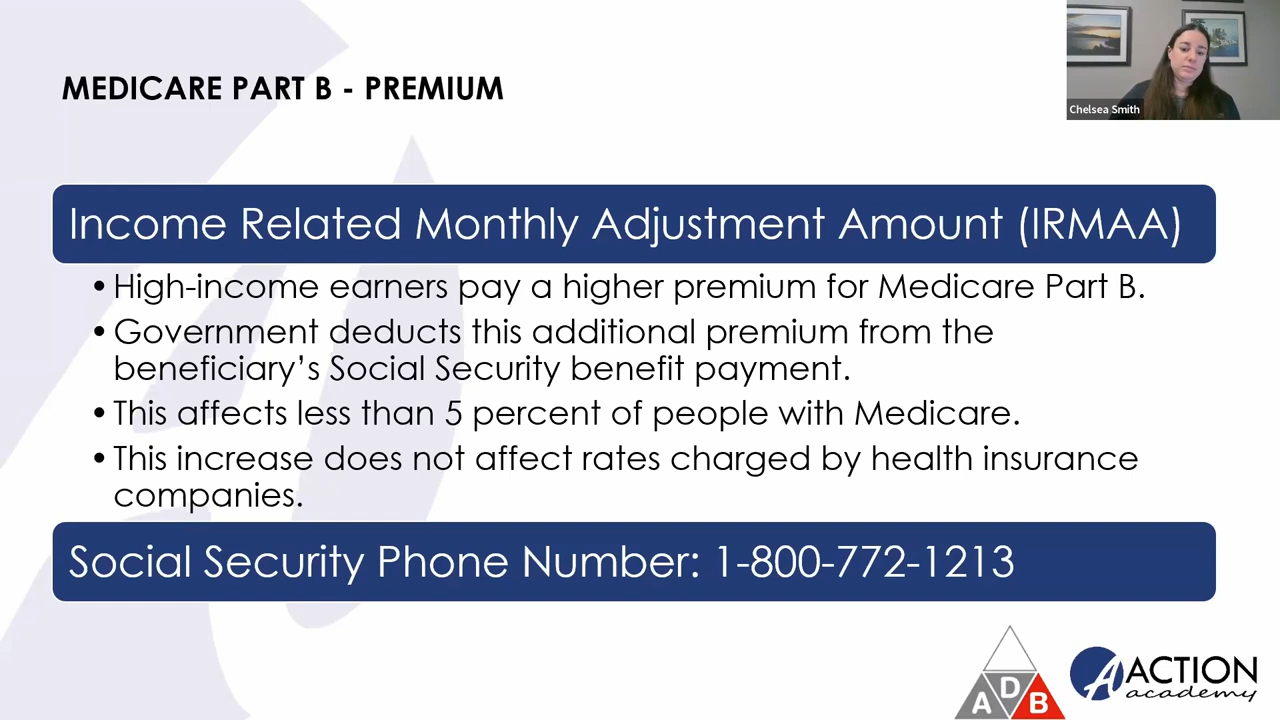 MEDICARE PART B - PREMIUM
Chelsea Smith
Income Related Monthly Adjustment Amount (IRMAA)
•High-income earners pay a higher premium for Medicare Part B.
•Government deducts this additional premium from the
beneficiary’s Social Security benefit payment.
•This affects less than 5 percent of people with Medicare.
•This increase does not affect rates charged by health insurance
companies.
Social Security Phone Number: 1-800-772-1213
A D B
A ACTION
academy